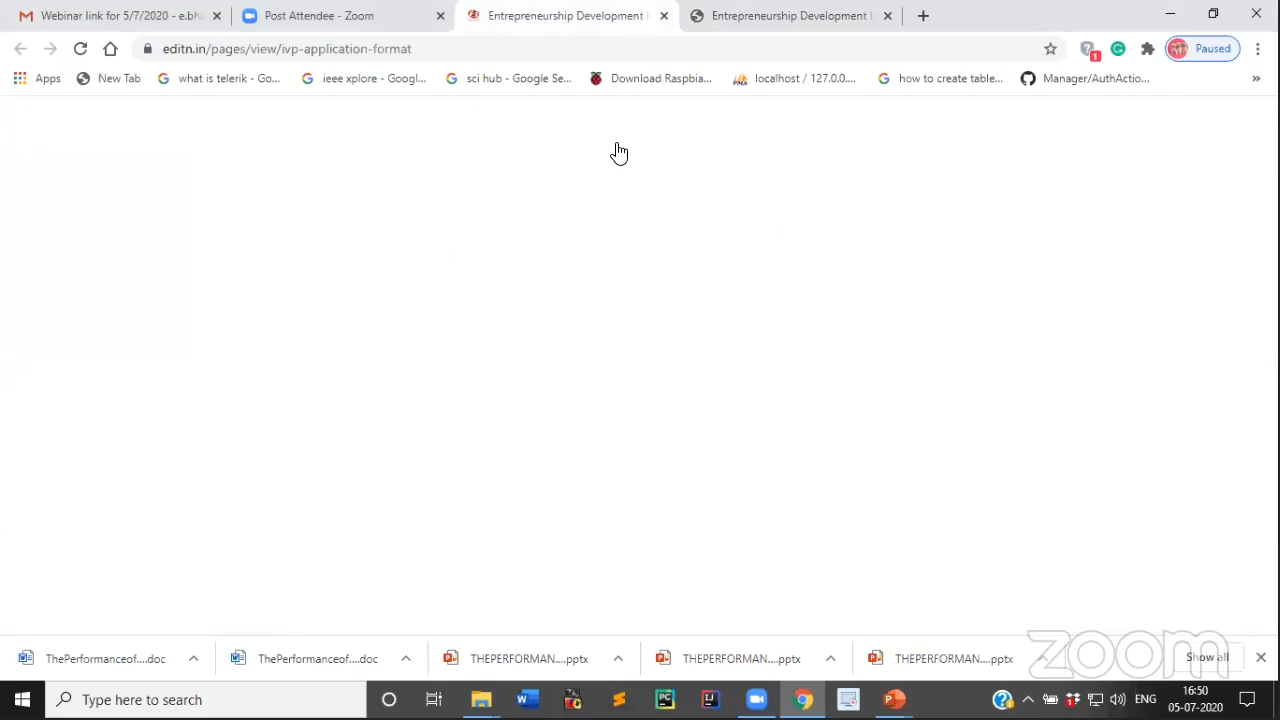 Webinar link for 5/7/2020 - e.bha
Post Attendee - Zoom
Entrepreneurship Development I
Entrepreneurship Development I
editn.in/pages/view/ivp-application-format
1
Paused
Apps
New Tab
what is telerik - Go...
ieee xplore - Googl...
sci hub - Google Se...
Download Raspbia...
localhost / 127.0.0....
how to create table...
Manager/AuthActio...
zoom
ThePerformanceof....doc
ThePerformanceof....doc
THEPERFORMAN....pptx
THEPERFORMAN....pptx
THEPERFORMAN....pptx
Show all
Type here to search
ENG
16:50
05-07-2020